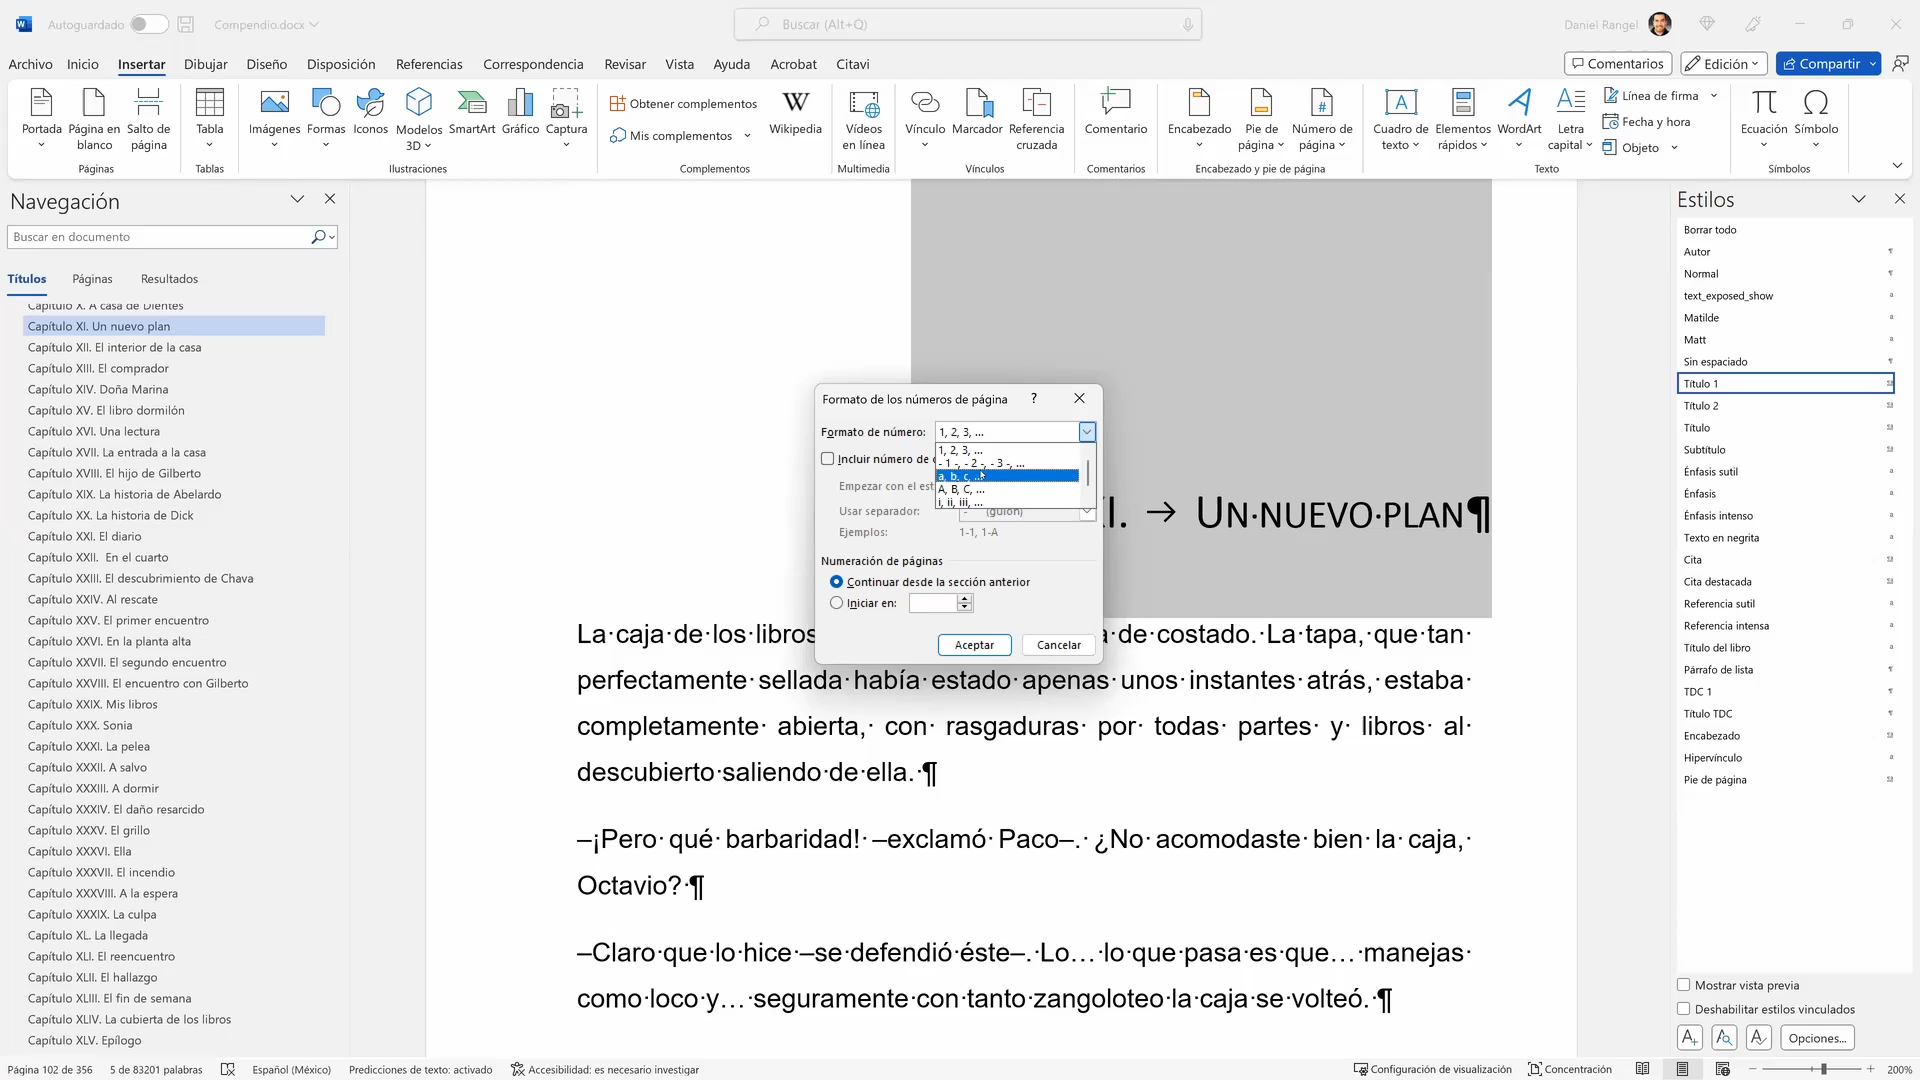 Autoguardado
Compendio.docx
Buscar (Alt+Q)
Daniel Rangel
Archivo Inicio Insertar Dibujar Diseño Disposición Referencias Correspondencia Revisar Vista Ayuda Acrobat Citavi
Comentarios Edición Compartir
Portada
Página en blanco
Salto de página
Páginas
Tabla
Tablas
Imágenes
Formas
Iconos
Modelos 3D
SmartArt
Gráfico
Captura
Ilustraciones
Obtener complementos
Mis complementos
Wikipedia
Complementos
Vídeos en línea
Multimedia
Vínculo
Marcador
Referencia cruzada
Vínculos
Comentario
Comentarios
Encabezado
Pie de página
Número de página
Encabezado y pie de página
Cuadro de texto
Elementos rápidos
WordArt
Letra capital
Línea de firma
Fecha y hora
Objeto
Texto
Ecuación
Símbolo
Símbolos
Navegación
Buscar en documento
Títulos Páginas Resultados
Capítulo X. A casa de Dientes
Capítulo XI. Un nuevo plan
Capítulo XII. El interior de la casa
Capítulo XIII. El comprador
Capítulo XIV. Doña Marina
Capítulo XV. El libro dormilón
Capítulo XVI. Una lectura
Capítulo XVII. La entrada a la casa
Capítulo XVIII. El hijo de Gilberto
Capítulo XIX. La historia de Abelardo
Capítulo XX. La historia de Dick
Capítulo XXI. El diario
Capítulo XXII.  En el cuarto
Capítulo XXIII. El descubrimiento de Chava
Capítulo XXIV. Al rescate
Capítulo XXV. El primer encuentro
Capítulo XXVI. En la planta alta
Capítulo XXVII. El segundo encuentro
Capítulo XXVIII. El encuentro con Gilberto
Capítulo XXIX. Mis libros
Capítulo XXX. Sonia
Capítulo XXXI. La pelea
Capítulo XXXII. A salvo
Capítulo XXXIII. A dormir
Capítulo XXXIV. El daño resarcido
Capítulo XXXV. El grillo
Capítulo XXXVI. Ella
Capítulo XXXVII. El incendio
Capítulo XXXVIII. A la espera
Capítulo XXXIX. La culpa
Capítulo XL. La llegada
Capítulo XLI. El reencuentro
Capítulo XLII. El hallazgo
Capítulo XLIII. El fin de semana
Capítulo XLIV. La cubierta de los libros
Capítulo XLV. Epílogo
Formato de los números de página ?
Formato de número: 1, 2, 3, ...
1, 2, 3, ...
- 1 -, - 2 -, - 3 -, ...
a, b, c, ...
A, B, C, ...
i, ii, iii, ...
Incluir número de
Empezar con el est
Usar separador: - (guion)
Ejemplos: 1-1, 1-A
Numeración de páginas
Continuar desde la sección anterior
Iniciar en:
Aceptar Cancelar
I. → UN·NUEVO·PLAN¶
La·caja·de·los·libros de·costado.·La·tapa,·que·tan·
perfectamente·sellada·había·estado·apenas·unos·instantes·atrás,·estaba·
completamente· abierta,· con· rasgaduras· por· todas· partes· y· libros· al·
descubierto·saliendo·de·ella.·¶
–¡Pero· qué· barbaridad!· –exclamó· Paco–.· ¿No· acomodaste· bien· la· caja,·
Octavio?·¶
–Claro·que·lo·hice·–se·defendió·éste–.·Lo…·lo·que·pasa·es·que…·manejas·
como·loco·y…·seguramente·con·tanto·zangoloteo·la·caja·se·volteó.·¶
Estilos
Borrar todo
Autor
Normal
text_exposed_show
Matilde
Matt
Sin espaciado
Título 1
Título 2
Título
Subtítulo
Énfasis sutil
Énfasis
Énfasis intenso
Texto en negrita
Cita
Cita destacada
Referencia sutil
Referencia intensa
Título del libro
Párrafo de lista
TDC 1
Título TDC
Encabezado
Hipervínculo
Pie de página
Mostrar vista previa
Deshabilitar estilos vinculados
Opciones...
Página 102 de 356 5 de 83201 palabras Español (México) Predicciones de texto: activado Accesibilidad: es necesario investigar Configuración de visualización Concentración 200%